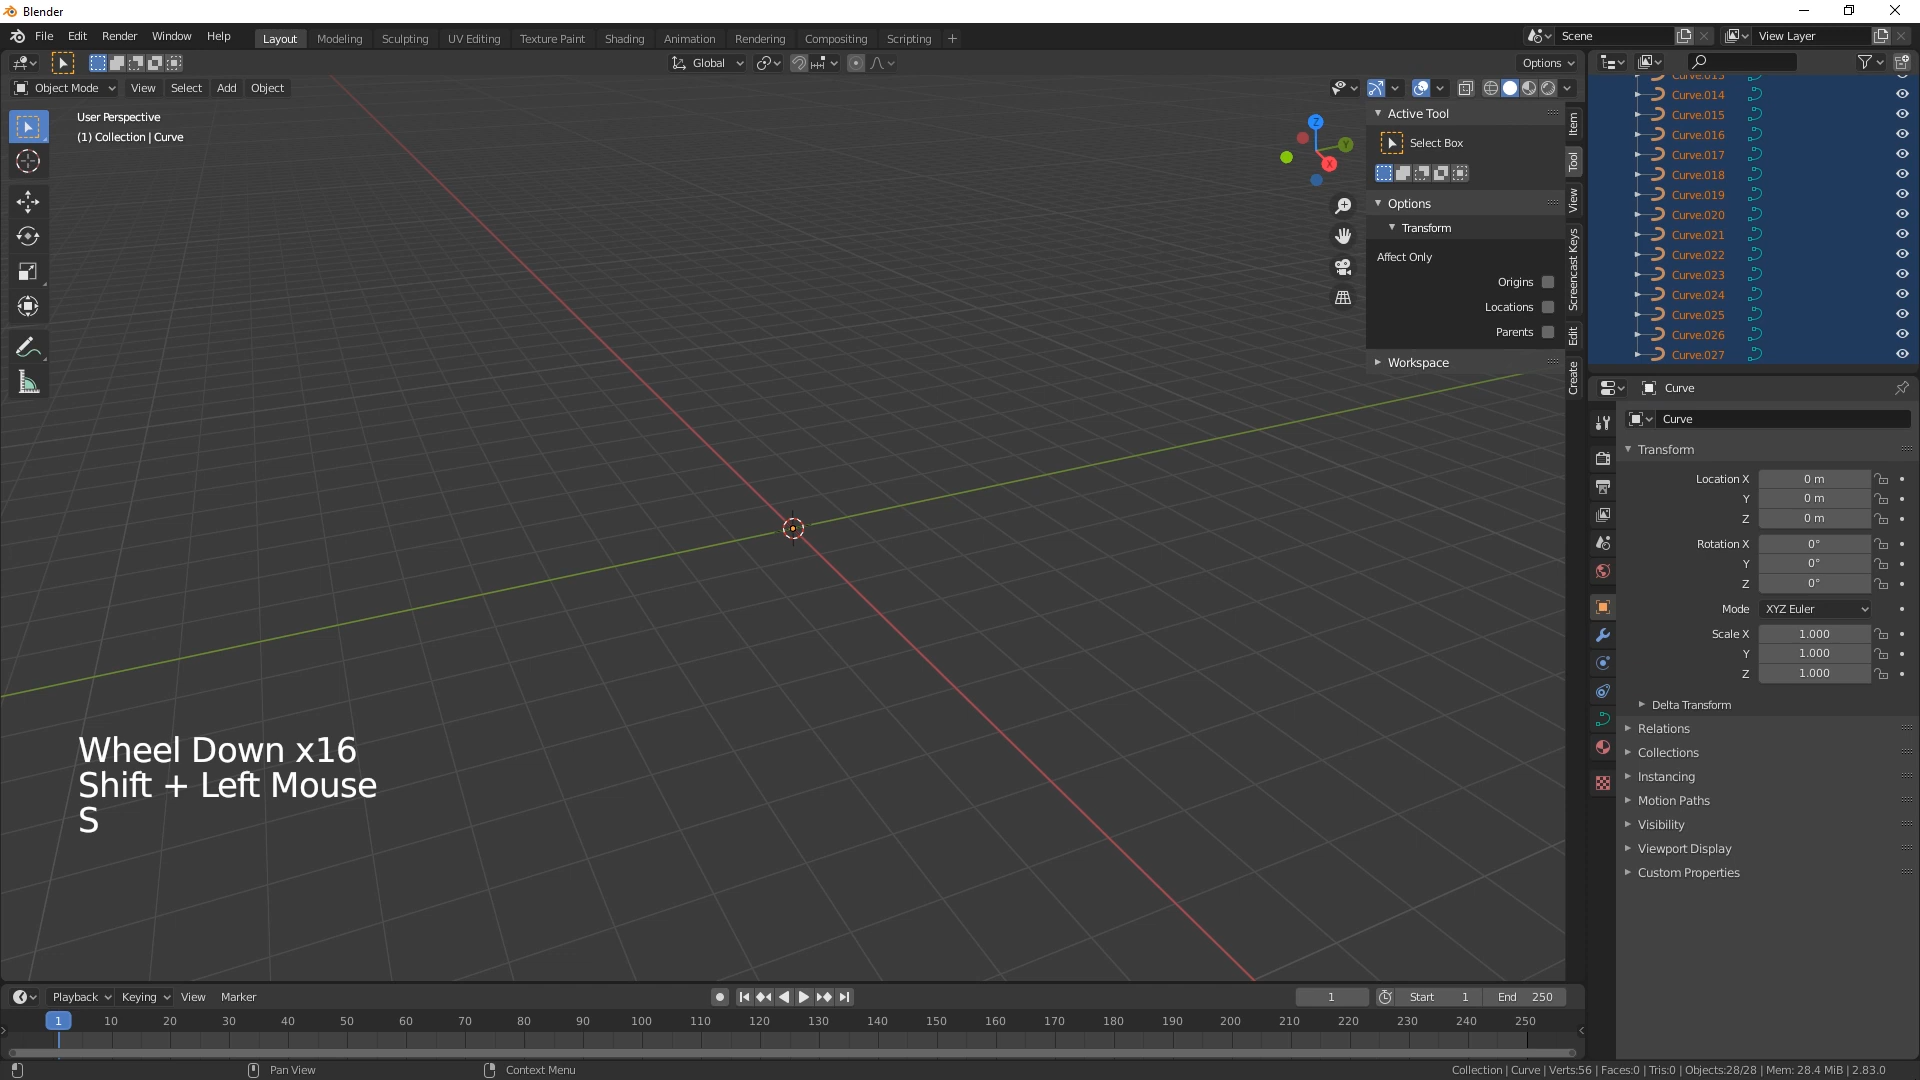 Blender
File Edit Render Window Help
Layout Modeling Sculpting UV Editing Texture Paint Shading Animation Rendering Compositing Scripting +
Scene
View Layer
Global
Options
Object Mode View Select Add Object
User Perspective
(1) Collection | Curve
Z
Y
X
Active Tool
Select Box
Options
Transform
Affect Only
Origins
Locations
Parents
Workspace
Item
Tool
View
Screencast Keys
Edit
Create
Curve.013
Curve.014
Curve.015
Curve.016
Curve.017
Curve.018
Curve.019
Curve.020
Curve.021
Curve.022
Curve.023
Curve.024
Curve.025
Curve.026
Curve.027
Curve
Curve
Transform
Location X 0 m
Y 0 m
Z 0 m
Rotation X 0°
Y 0°
Z 0°
Mode XYZ Euler
Scale X 1.000
Y 1.000
Z 1.000
Delta Transform
Relations
Collections
Instancing
Motion Paths
Visibility
Viewport Display
Custom Properties
Wheel Down x16
Shift + Left Mouse
S
Playback Keying View Marker
1
Start 1
End 250
1 10 20 30 40 50 60 70 80 90 100 110 120 130 140 150 160 170 180 190 200 210 220 230 240 250
Pan View
Context Menu
Collection | Curve | Verts:56 | Faces:0 | Tris:0 | Objects:28/28 | Mem: 28.4 MiB | 2.83.0